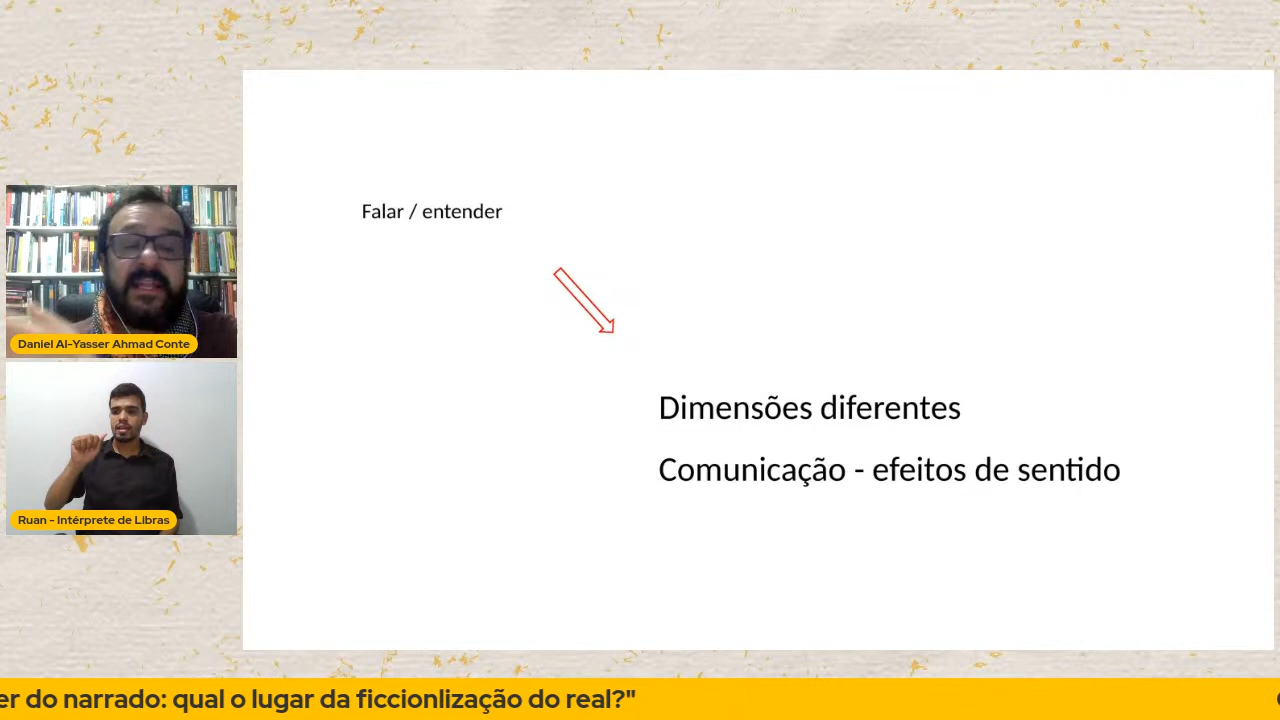 Falar / entender
Dimensões diferentes
Comunicação - efeitos de sentido
Daniel Al-Yasser Ahmad Conte
Ruan - Intérprete de Libras
er do narrado: qual o lugar da ficcionlização do real?"